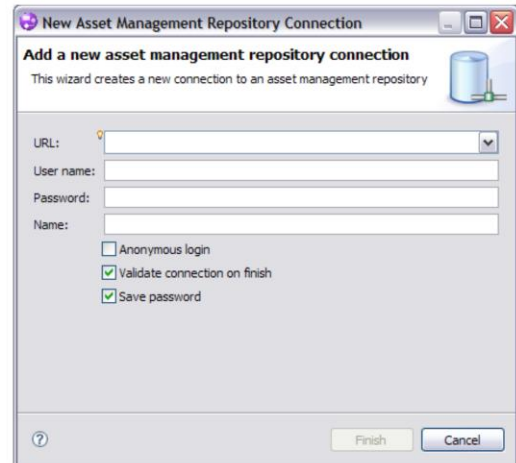 New Asset Management Repository Connection
Add a new asset management repository connection
This wizard creates a new connection to an asset management repository
URL:
User name:
Password:
Name:
Anonymous login
Validate connection on finish
Save password
Finish Cancel